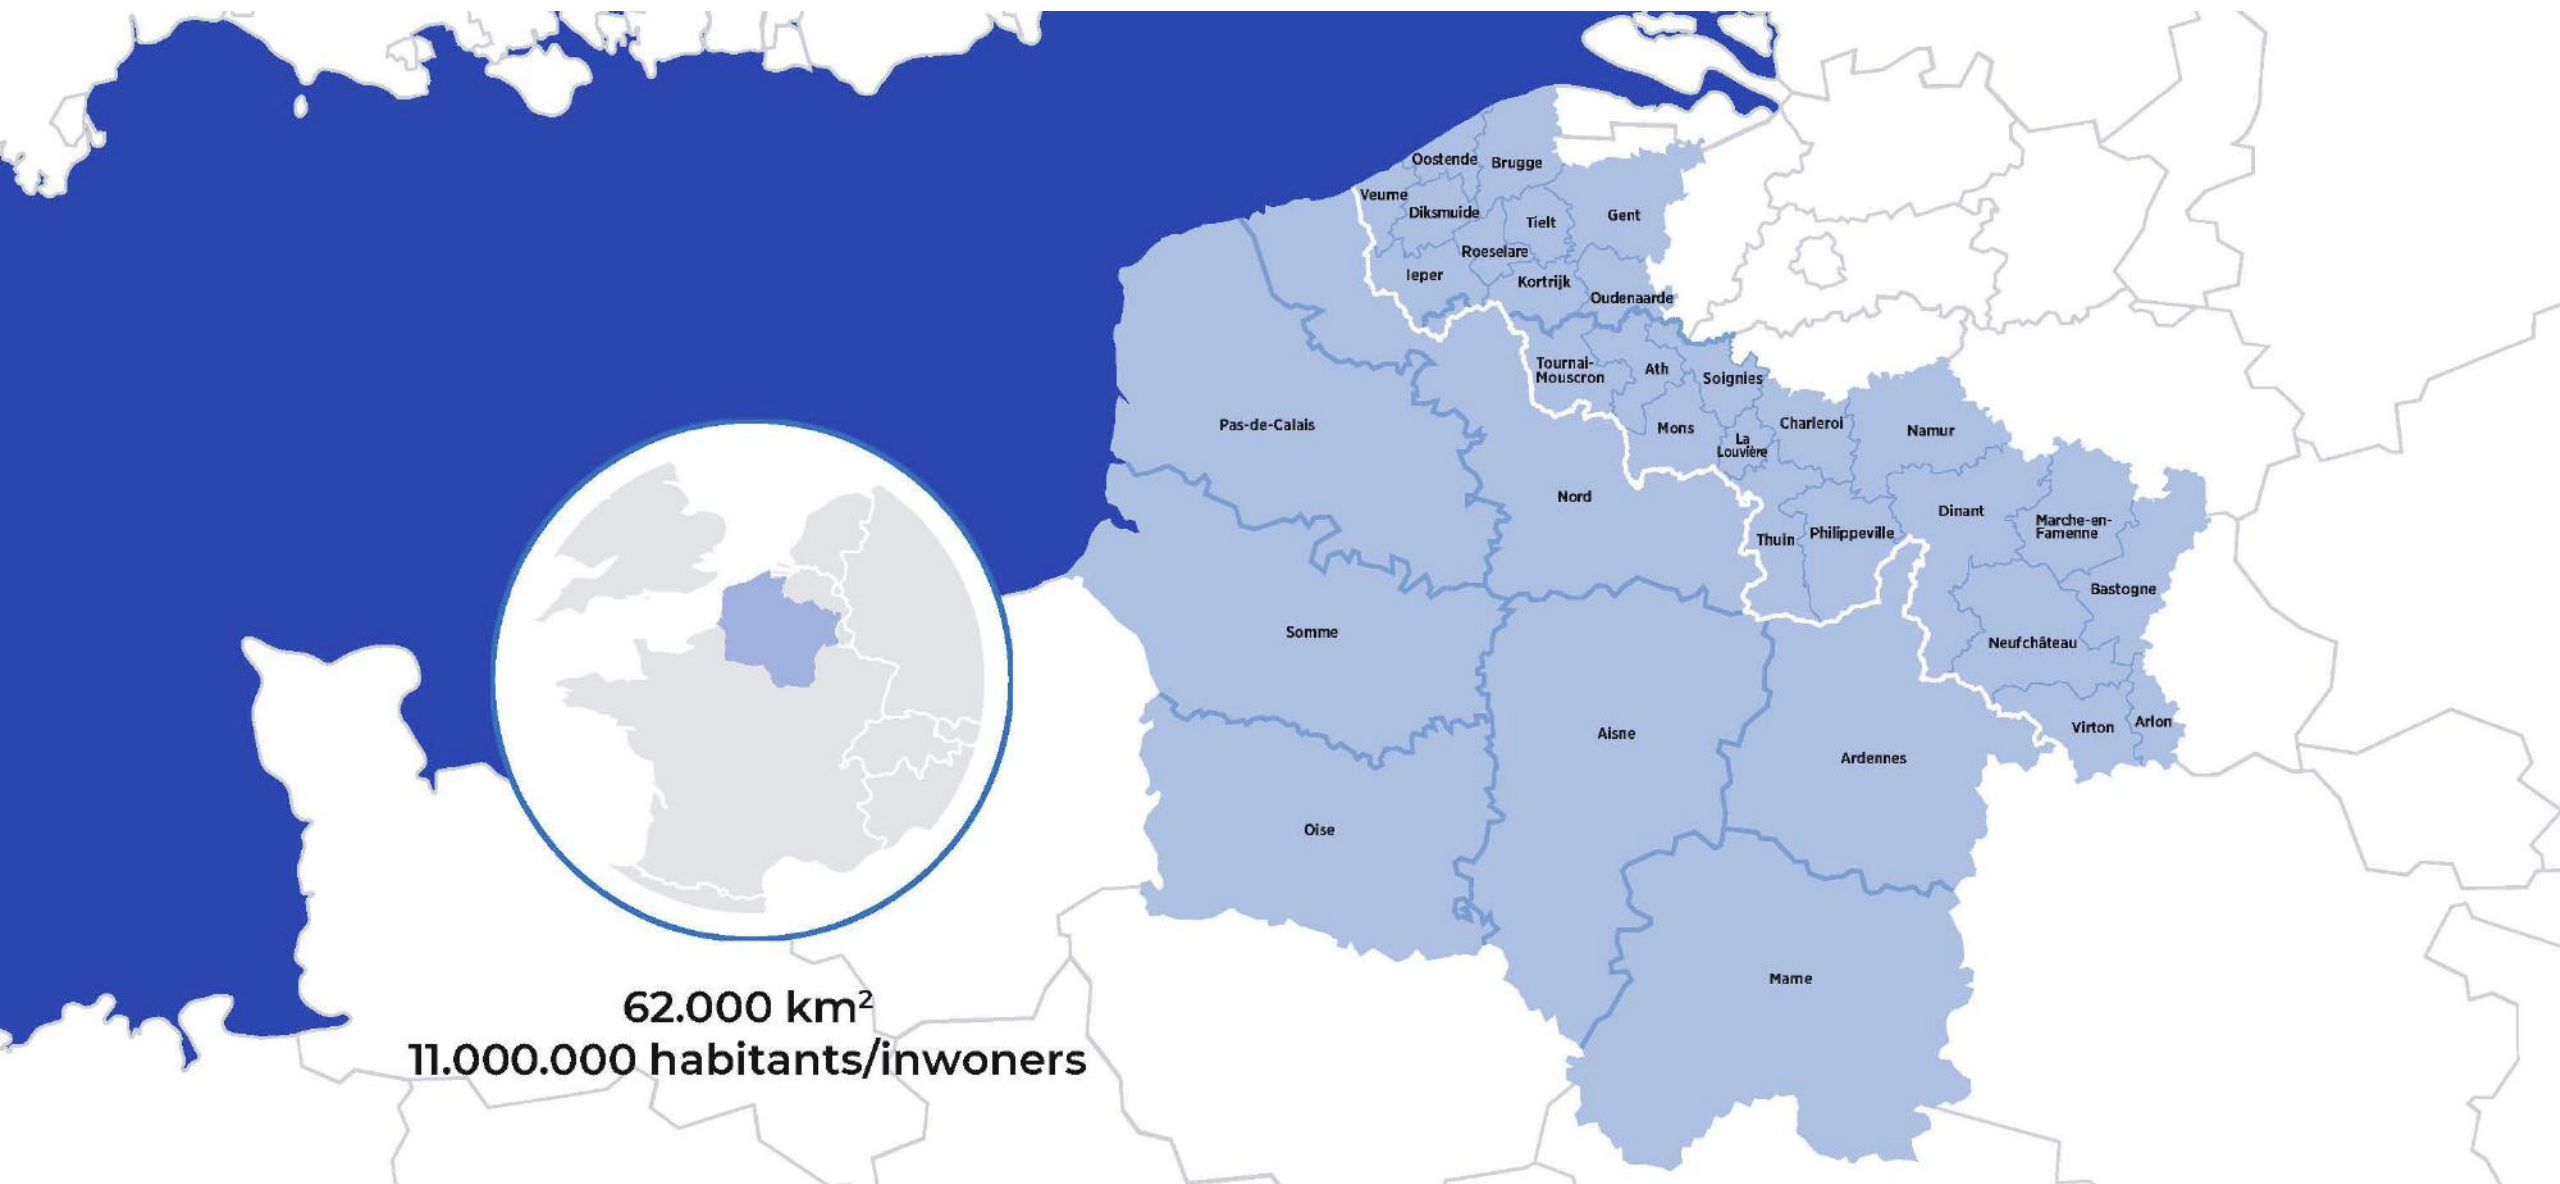 Oostende
Brugge
Veurne
Diksmuide
Tielt
Gent
Roeselare
Ieper
Kortrijk
Oudenaarde
Tournai-
Mouscron
Ath
Soignies
Pas-de-Calais
Mons
La
Louvière
Charleroi
Namur
Nord
Thuin
Philippeville
Dinant
Marche-en-
Famenne
Bastogne
Somme
Neufchâteau
Aisne
Ardennes
Virton
Arlon
Oise
Marne
62.000 km²
11.000.000 habitants/inwoners